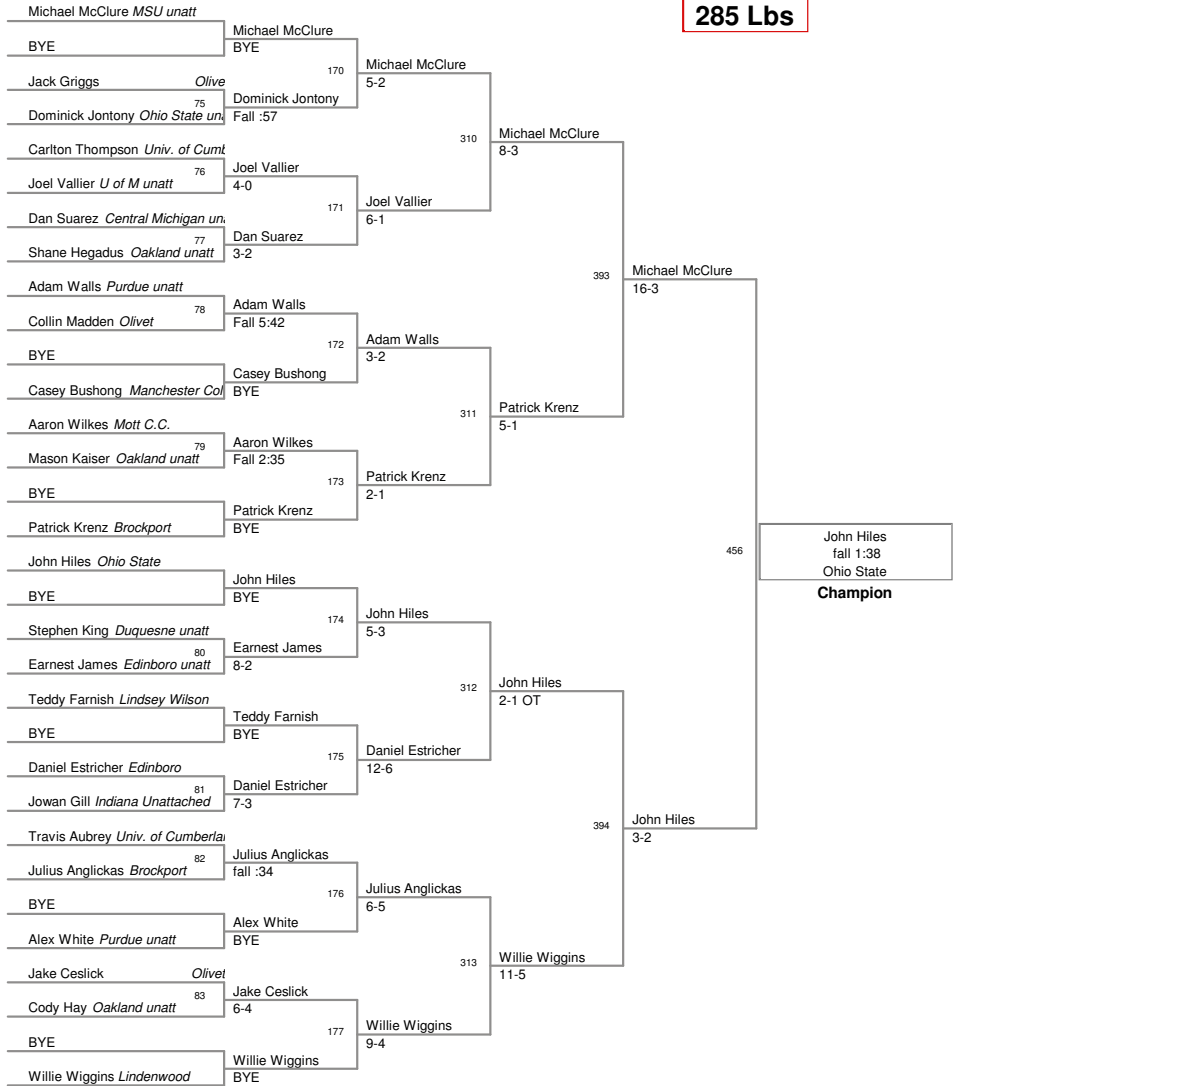 285 Lbs
Michael McClure MSU unatt
BYE
Jack Griggs Olive
75
Dominick Jontony Ohio State una
Carlton Thompson Univ. of Cumb
76
Joel Vallier U of M unatt
Dan Suarez Central Michigan una
77
Shane Hegadus Oakland unatt
Adam Walls Purdue unatt
78
Collin Madden Olivet
BYE
Casey Bushong Manchester Col
Aaron Wilkes Mott C.C.
79
Mason Kaiser Oakland unatt
BYE
Patrick Krenz Brockport
John Hiles Ohio State
BYE
Stephen King Duquesne unatt
80
Earnest James Edinboro unatt
Teddy Farnish Lindsey Wilson
BYE
Daniel Estricher Edinboro
81
Jowan Gill Indiana Unattached
Travis Aubrey Univ. of Cumberla
82
Julius Anglickas Brockport
BYE
Alex White Purdue unatt
Jake Ceslick Olivet
83
Cody Hay Oakland unatt
BYE
Willie Wiggins Lindenwood
Michael McClure
BYE
170
Dominick Jontony
Fall :57
Joel Vallier
4-0
171
Dan Suarez
3-2
Adam Walls
Fall 5:42
172
Casey Bushong
BYE
Aaron Wilkes
Fall 2:35
173
Patrick Krenz
BYE
John Hiles
BYE
174
Earnest James
8-2
Teddy Farnish
BYE
175
Daniel Estricher
7-3
Julius Anglickas
fall :34
176
Alex White
BYE
Jake Ceslick
6-4
177
Willie Wiggins
BYE
Michael McClure
5-2
310
Joel Vallier
6-1
Adam Walls
3-2
311
Patrick Krenz
2-1
John Hiles
5-3
312
Daniel Estricher
12-6
Julius Anglickas
6-5
313
Willie Wiggins
9-4
Michael McClure
8-3
393
Patrick Krenz
5-1
John Hiles
2-1 OT
394
Willie Wiggins
11-5
Michael McClure
16-3
456
John Hiles
3-2
John Hiles
fall 1:38
Ohio State
Champion